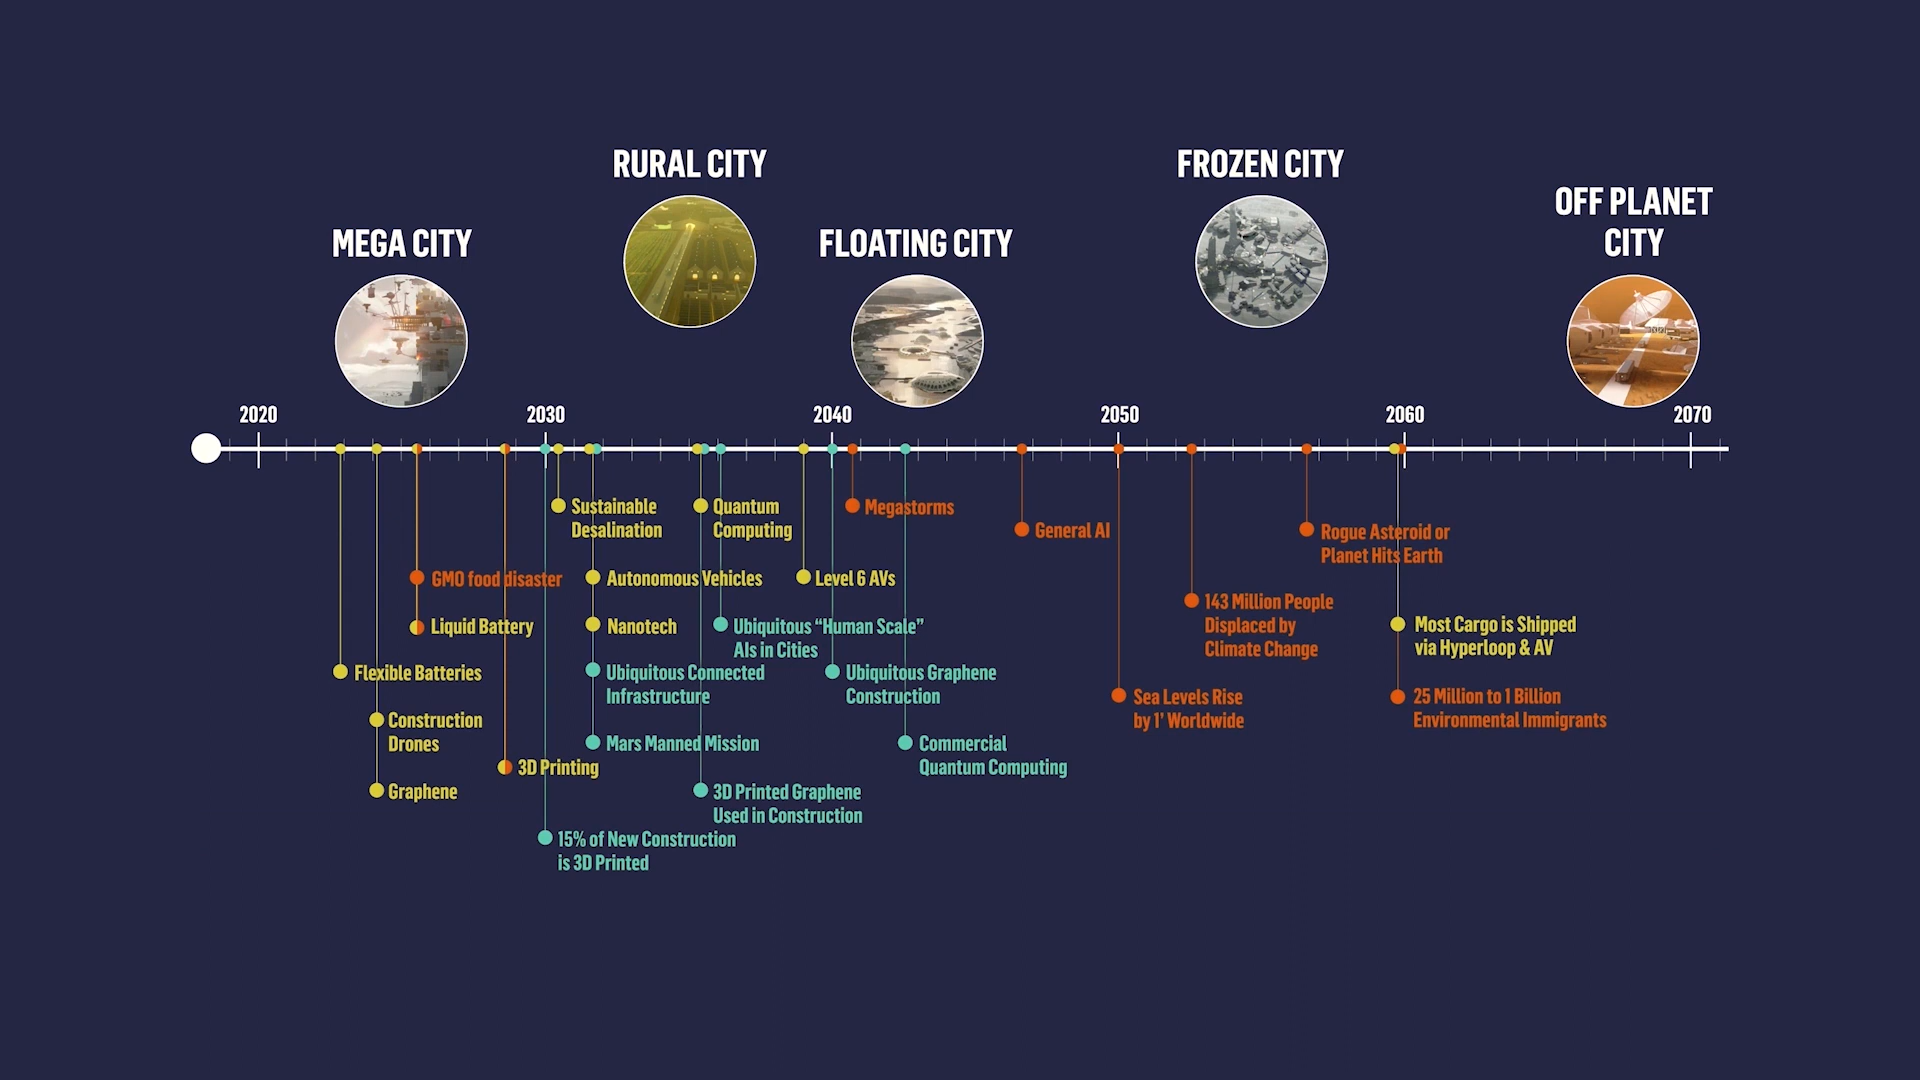 RURAL CITY
FROZEN CITY
OFF PLANET
CITY
MEGA CITY
FLOATING CITY
2020
2030
2040
2050
2060
2070
Sustainable
Desalination
Quantum
Computing
Megastorms
General AI
Rogue Asteroid or
Planet Hits Earth
GMO food disaster
Autonomous Vehicles
Level 6 AVs
143 Million People
Displaced by
Climate Change
Liquid Battery
Nanotech
Ubiquitous “Human Scale”
AIs in Cities
Most Cargo is Shipped
via Hyperloop & AV
Flexible Batteries
Ubiquitous Connected
Infrastructure
Ubiquitous Graphene
Construction
Sea Levels Rise
by 1’ Worldwide
25 Million to 1 Billion
Environmental Immigrants
Construction
Drones
Mars Manned Mission
Commercial
Quantum Computing
3D Printing
Graphene
3D Printed Graphene
Used in Construction
15% of New Construction
is 3D Printed